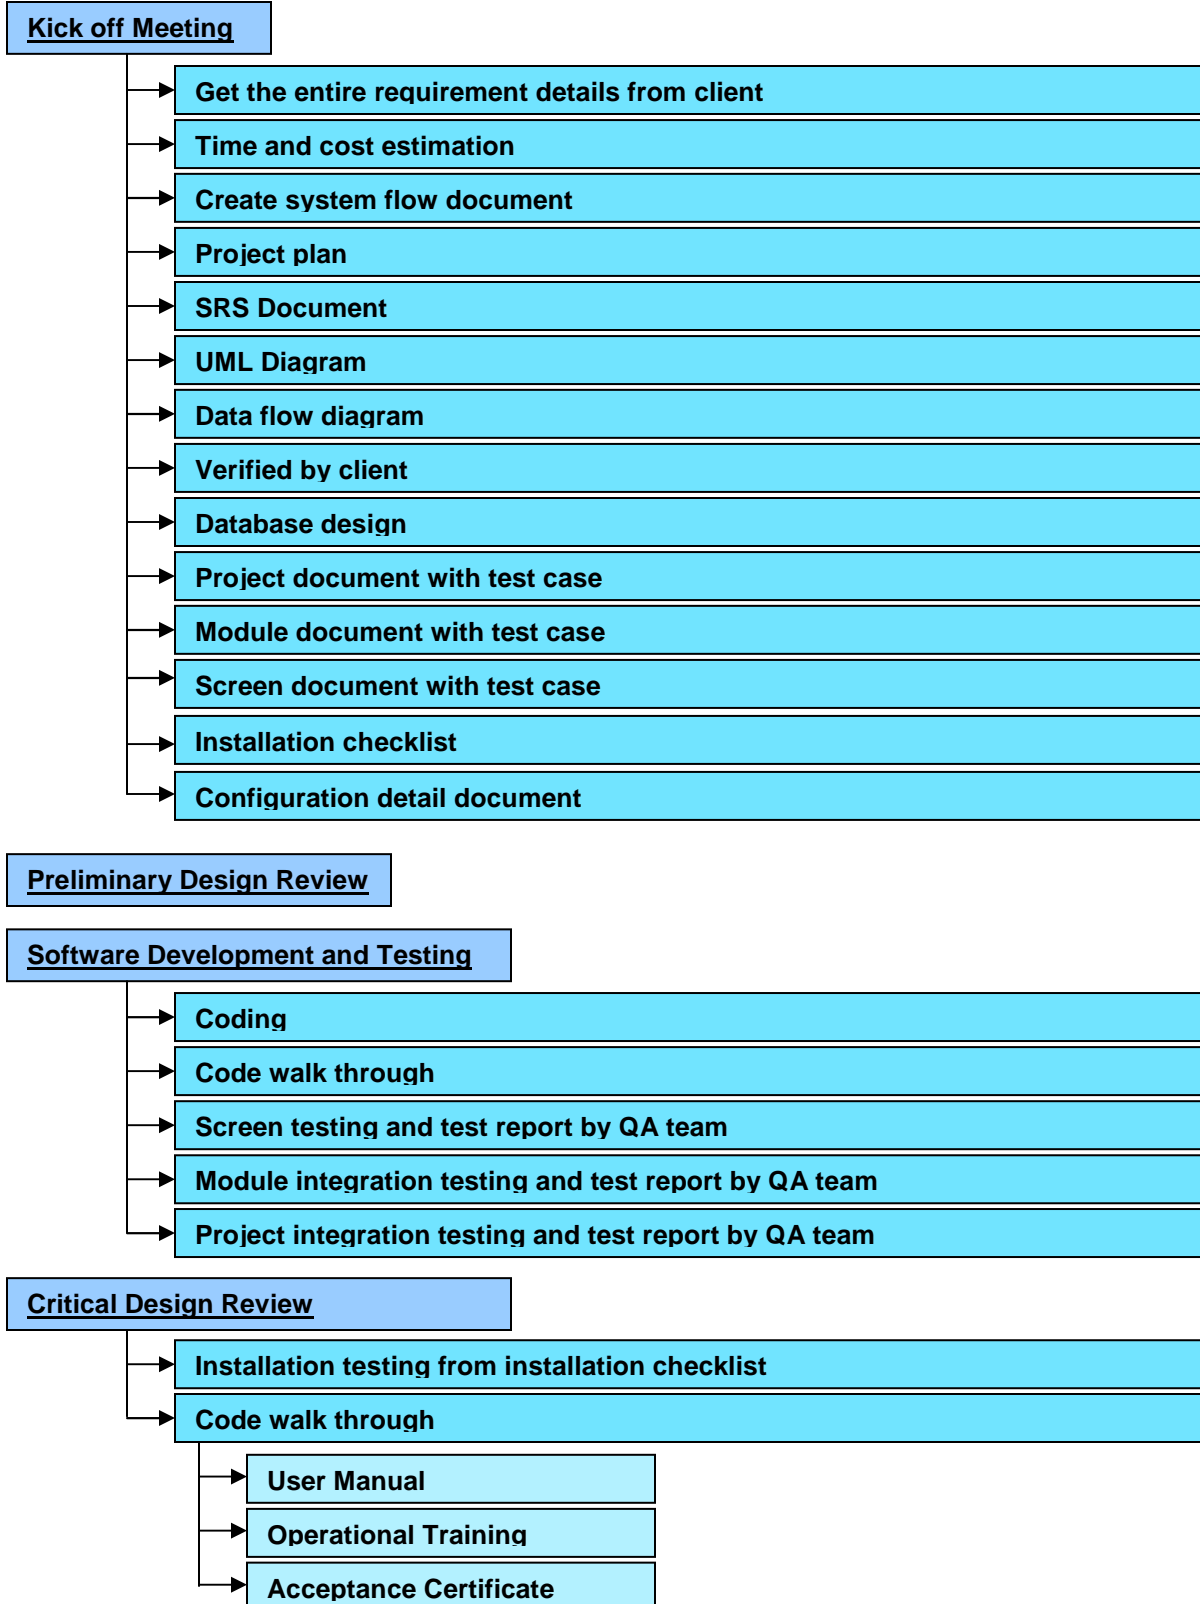 Kick off Meeting
Get the entire requirement details from client
Time and cost estimation
Create system flow document
Project plan
SRS Document
UML Diagram
Data flow diagram
Verified by client
Database design
Project document with test case
Module document with test case
Screen document with test case
Installation checklist
Configuration detail document
Preliminary Design Review
Software Development and Testing
Coding
Code walk through
Screen testing and test report by QA team
Module integration testing and test report by QA team
Project integration testing and test report by QA team
Critical Design Review
Installation testing from installation checklist
Code walk through
User Manual
Operational Training
Acceptance Certificate